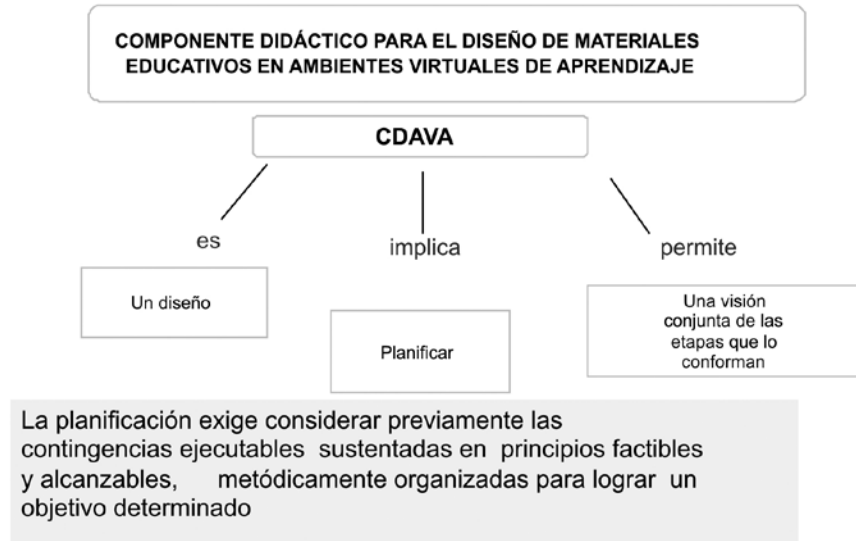 COMPONENTE DIDÁCTICO PARA EL DISEÑO DE MATERIALES
EDUCATIVOS EN AMBIENTES VIRTUALES DE APRENDIZAJE
CDAVA
es
implica
permite
Un diseño
Planificar
Una visión
conjunta de las
etapas que lo
conforman
La planificación exige considerar previamente las
contingencias ejecutables sustentadas en principios factibles
y alcanzables, metódicamente organizadas para lograr un
objetivo determinado